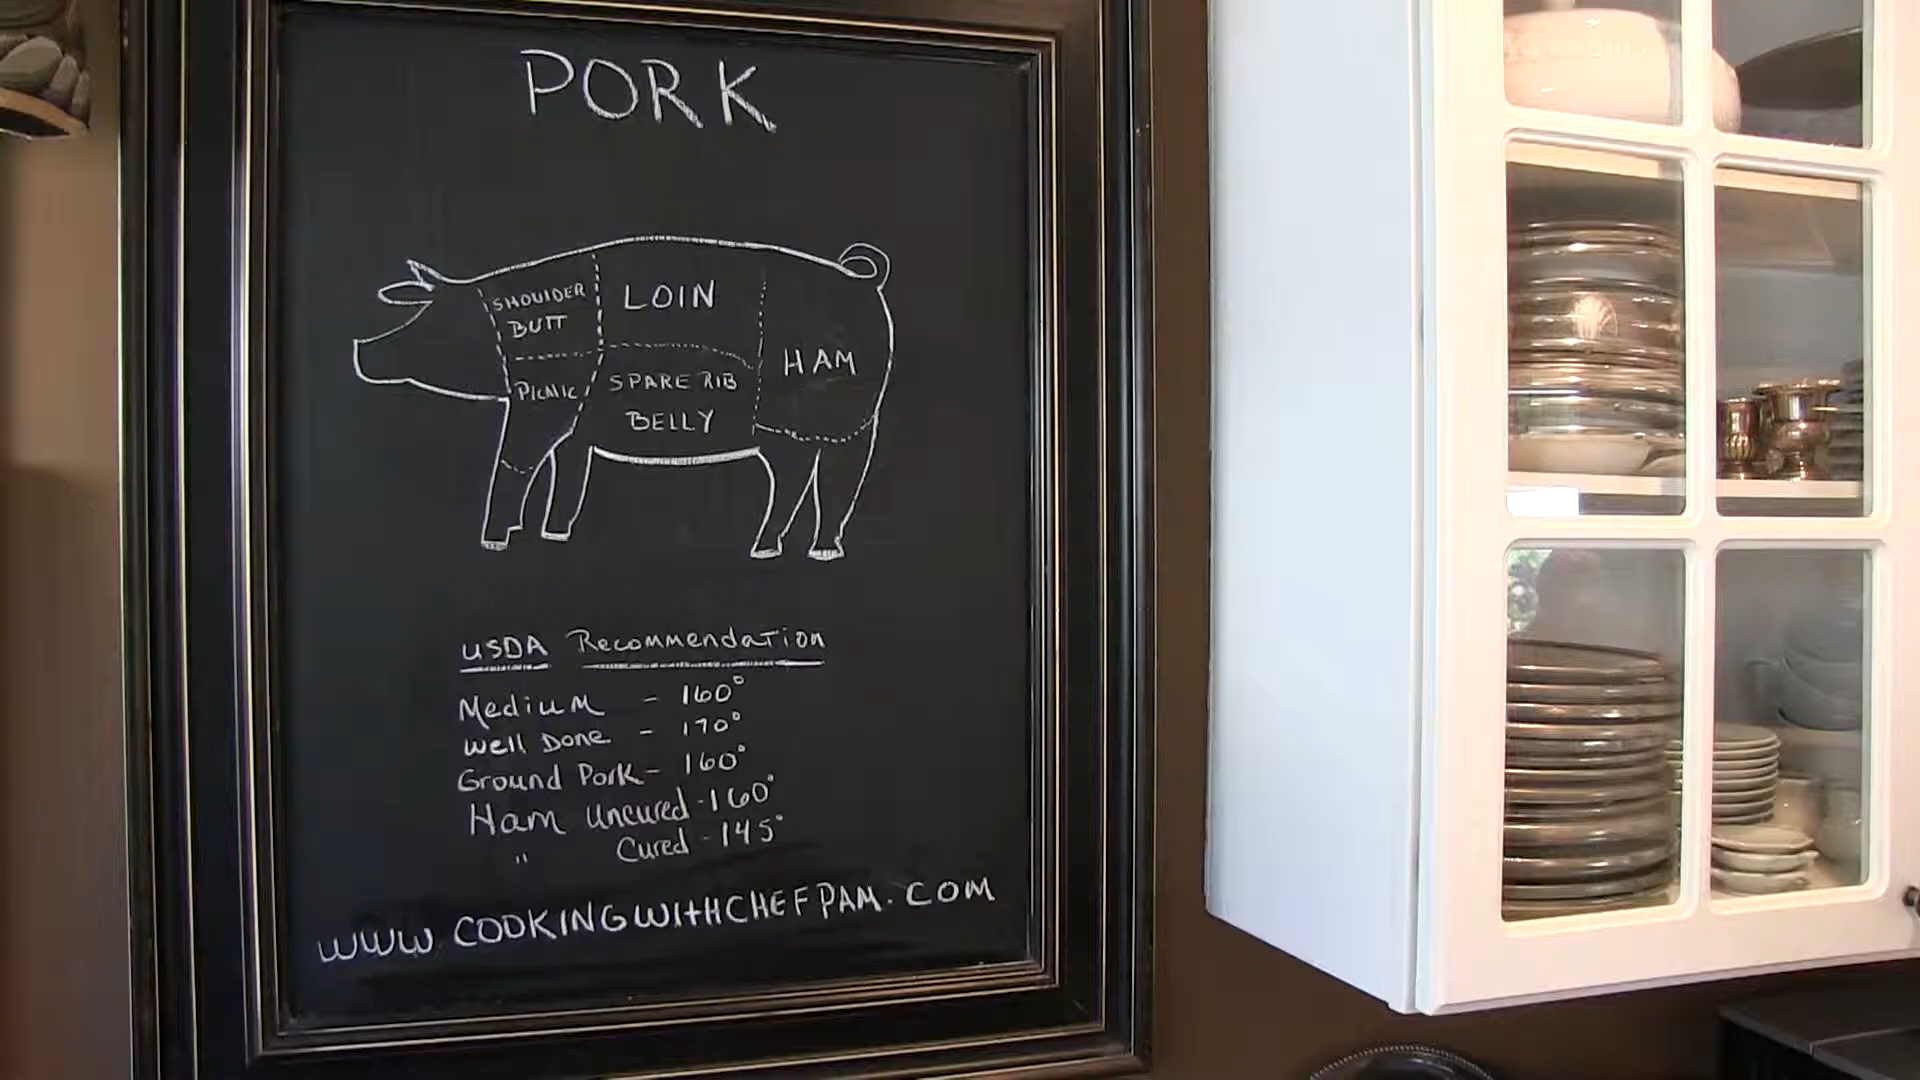 PORK
SHOULDER
BUTT
LOIN
HAM
PICNIC
SPARE RIB
BELLY
USDA Recommendation
Medium - 160°
Well Done - 170°
Ground Pork - 160°
Ham Uncured - 160°
" Cured - 145°
WWW COOKINGWITHCHEFPAM.COM